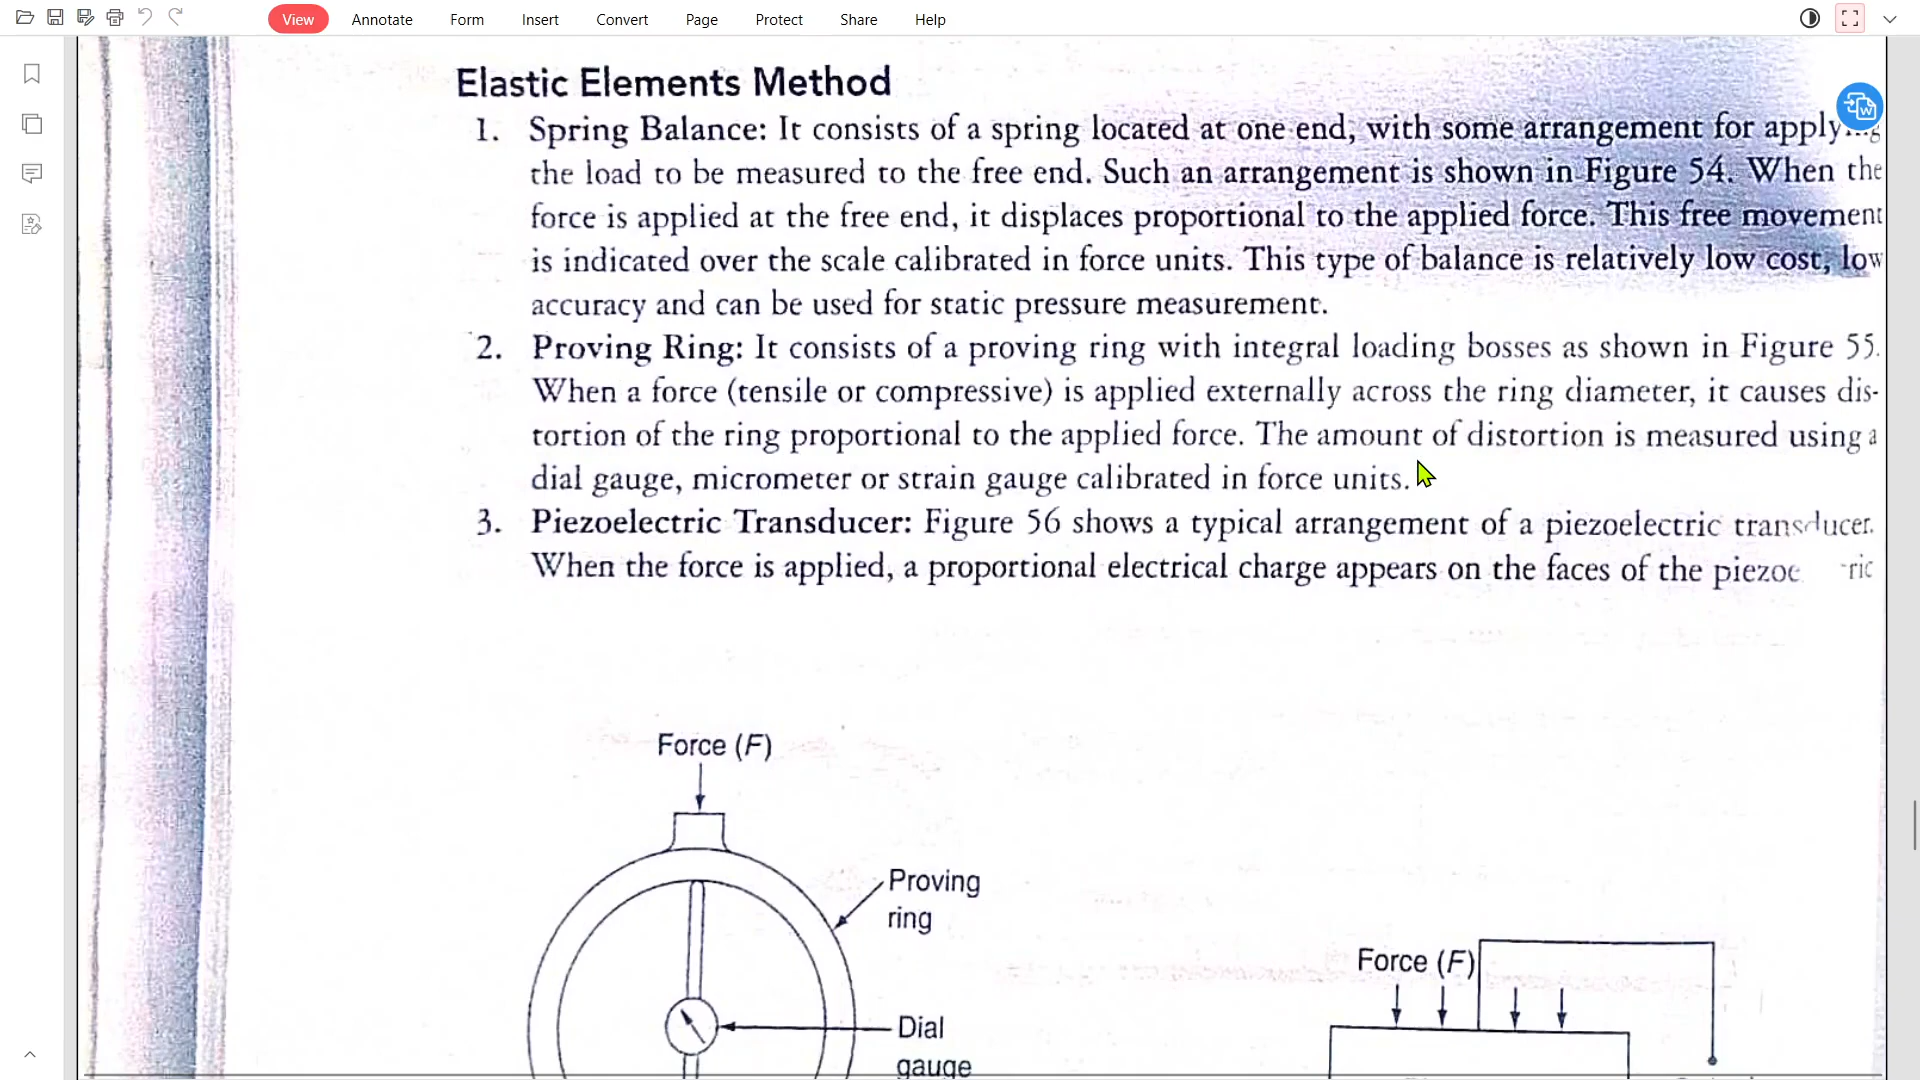 View Annotate Form Insert Convert Page Protect Share Help
Elastic Elements Method
1. Spring Balance: It consists of a spring located at one end, with some arrangement for
the load to be measured to the free end. Such an arrangement is shown in Figure 54. When the
force is applied at the free end, it displaces proportional to the applied force. This free movement
is indicated over the scale calibrated in force units. This type of balance is relatively low cost, low
accuracy and can be used for static pressure measurement.
2. Proving Ring: It consists of a proving ring with integral loading bosses as shown in Figure 55.
When a force (tensile or compressive) is applied externally across the ring diameter, it causes dis-
tortion of the ring proportional to the applied force. The amount of distortion is measured using a
dial gauge, micrometer or strain gauge calibrated in force units.
3. Piezoelectric Transducer: Figure 56 shows a typical arrangement of a piezoelectric transducer.
When the force is applied, a proportional electrical charge appears on the faces of the
Force (F)
Proving
ring
Force (F)
Dial
gauge